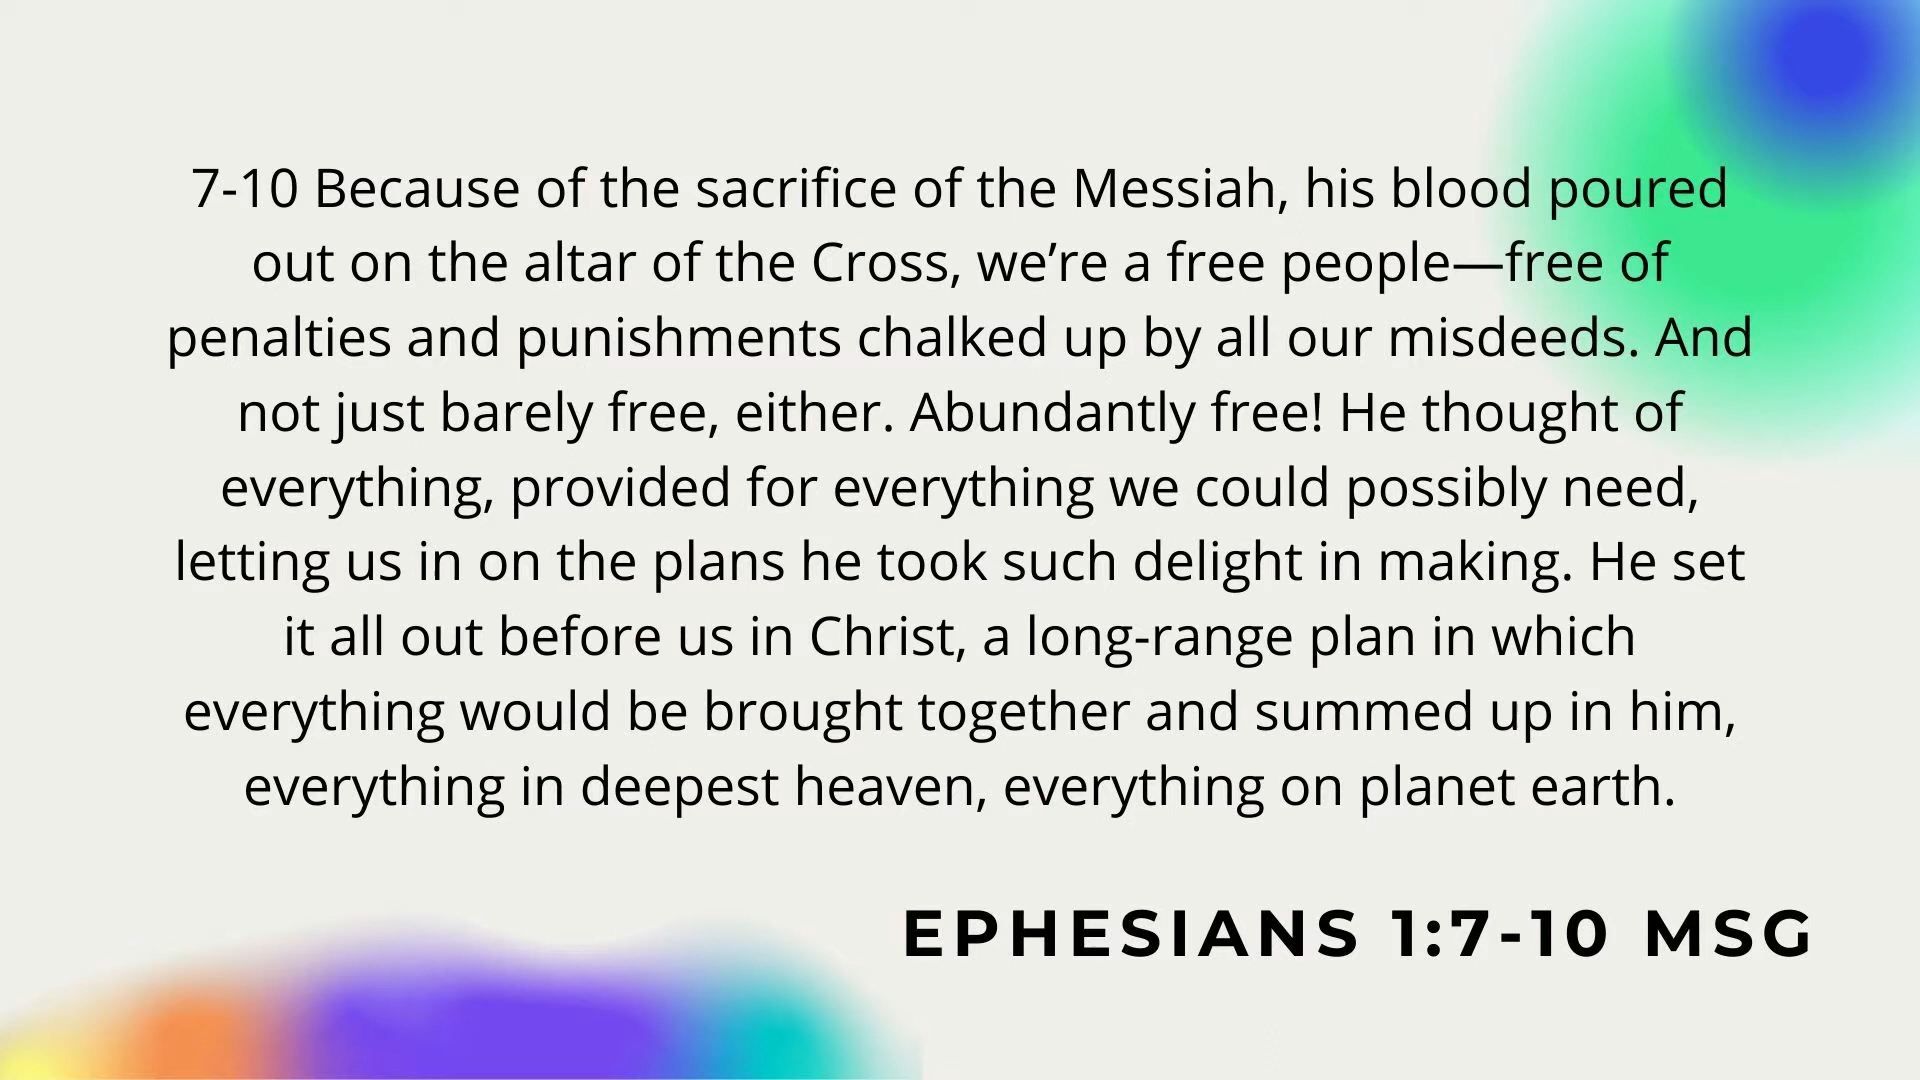 7-10 Because of the sacrifice of the Messiah, his blood poured
out on the altar of the Cross, we’re a free people—free of
penalties and punishments chalked up by all our misdeeds. And
not just barely free, either. Abundantly free! He thought of
everything, provided for everything we could possibly need,
letting us in on the plans he took such delight in making. He set
it all out before us in Christ, a long-range plan in which
everything would be brought together and summed up in him,
everything in deepest heaven, everything on planet earth.
EPHESIANS 1:7-10 MSG